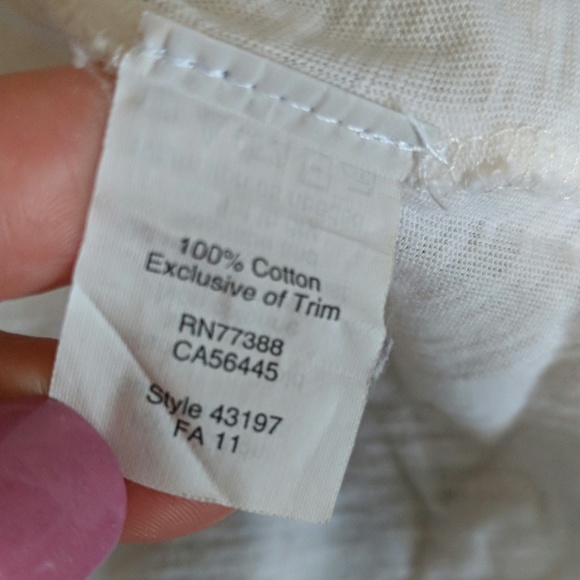 100% Cotton
Exclusive of Trim
RN77388
CA56445
Style 43197
FA 11